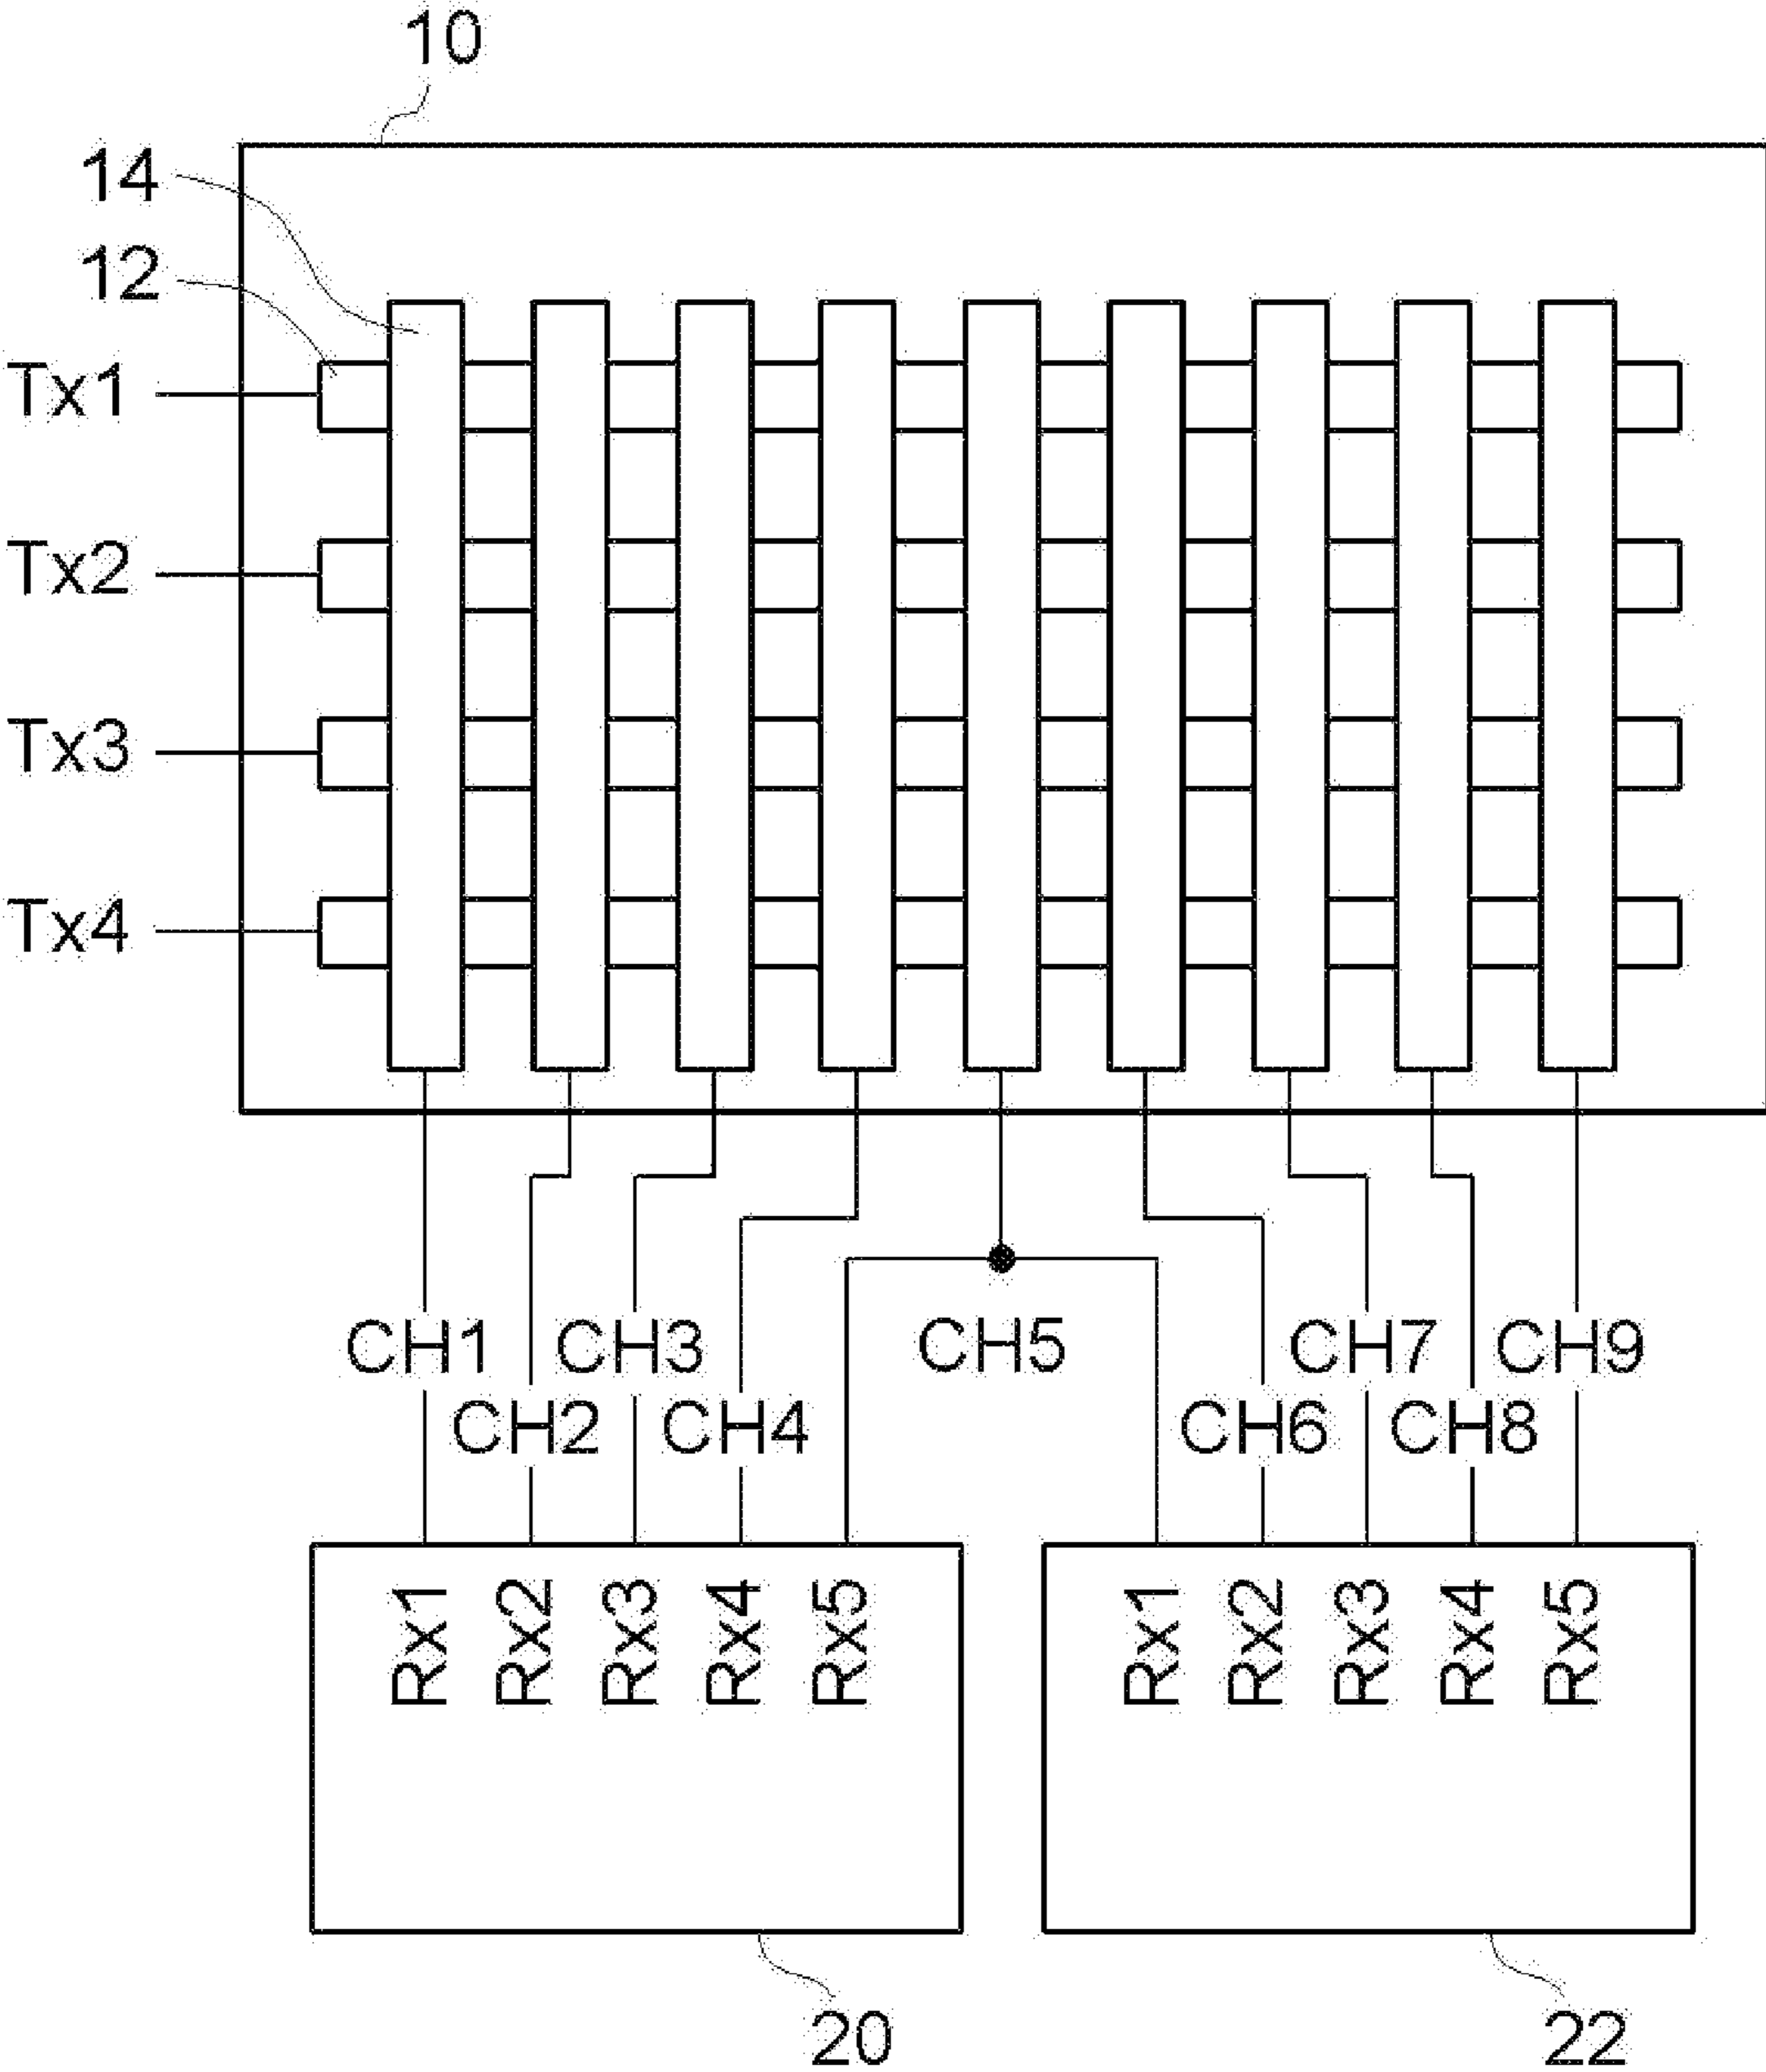 10
14
12
Tx1
Tx2
Tx3
Tx4
CH1 CH3 CH5 CH7 CH9
CH2 CH4 CH6 CH8
Rx1 Rx2 Rx3 Rx4 Rx5 Rx1 Rx2 Rx3 Rx4 Rx5
20 22